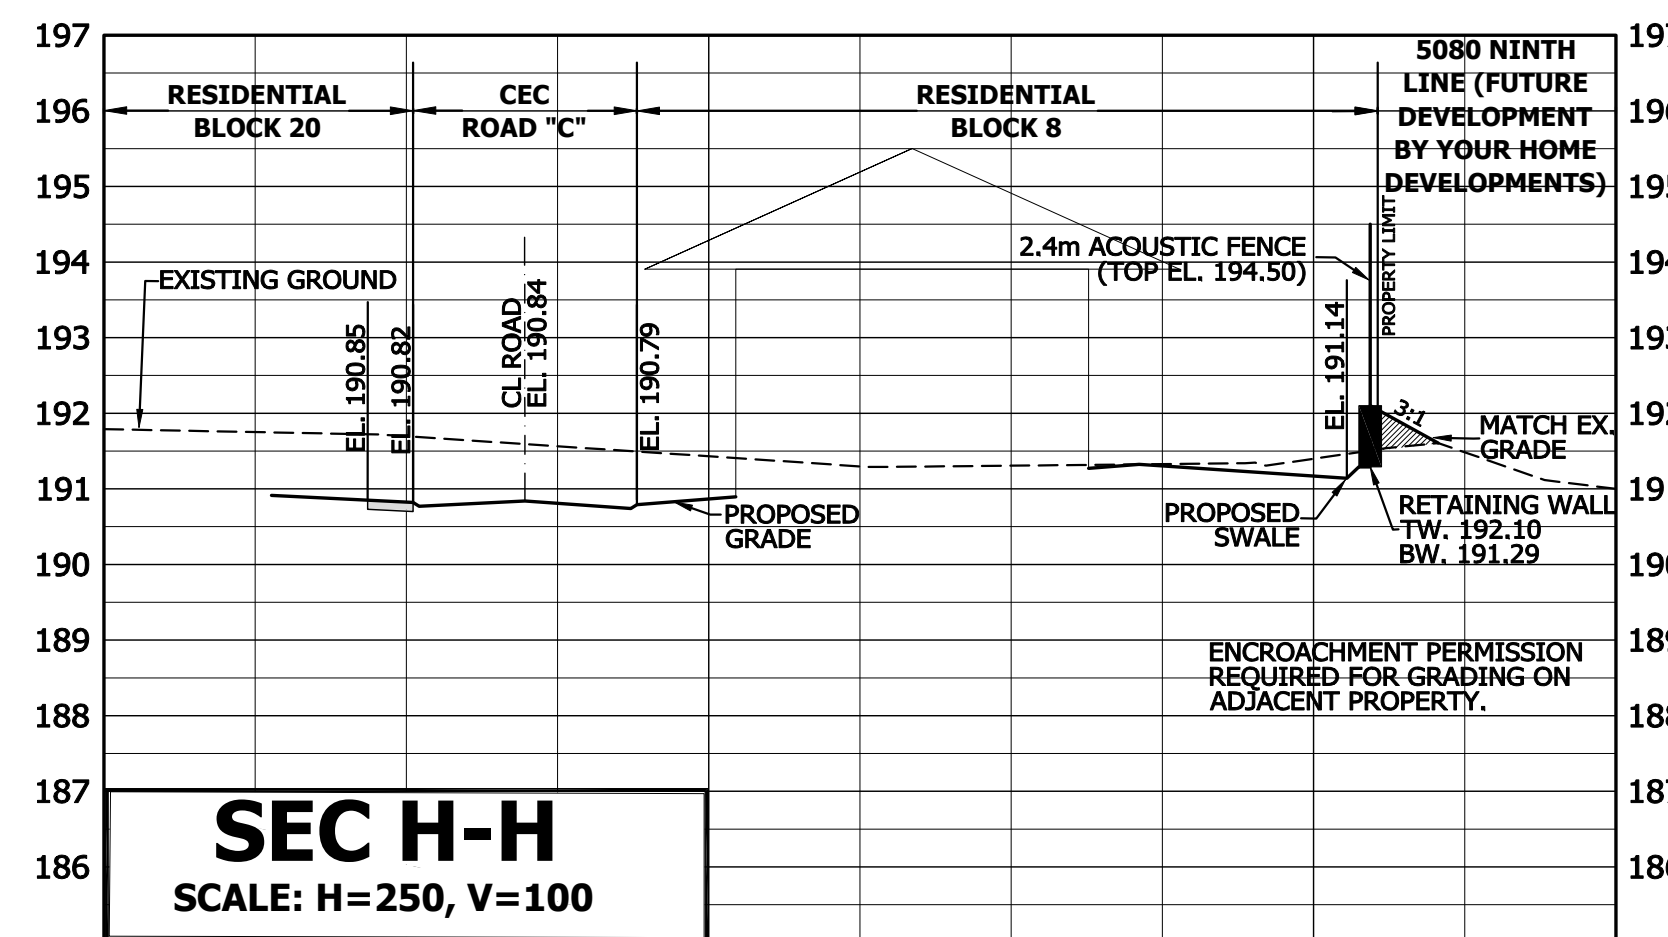 197
196
195
194
193
192
191
190
189
188
187
186
RESIDENTIAL
BLOCK 20
CEC
ROAD "C"
RESIDENTIAL
BLOCK 8
5080 NINTH
LINE (FUTURE
DEVELOPMENT
BY YOUR HOME
DEVELOPMENTS)
EXISTING GROUND
EL. 190.85
EL. 190.82
CL ROAD
EL. 190.84
EL. 190.79
2.4m ACOUSTIC FENCE
(TOP EL. 194.50)
EL. 191.14
PROPERTY LIMIT
3:1
MATCH EX.
GRADE
PROPOSED
GRADE
PROPOSED
SWALE
RETAINING WALL
TW. 192.10
BW. 191.29
ENCROACHMENT PERMISSION
REQUIRED FOR GRADING ON
ADJACENT PROPERTY.
SEC H-H
SCALE: H=250, V=100